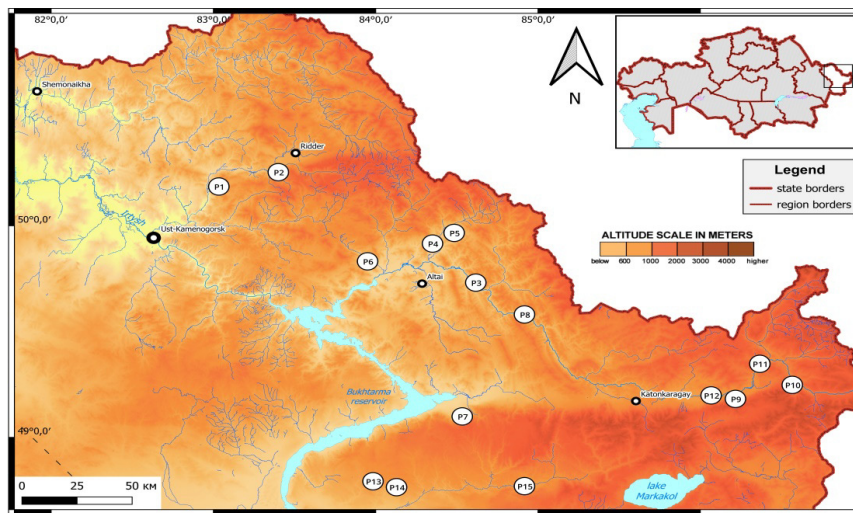 82°0,0'
83°0,0'
84°0,0'
85°0,0'
Shemonaikha
N
Ridder
P2
P1
Legend
state borders
region borders
50°0,0'
Irtysh
Ust-Kamenogorsk
P5
P4
ALTITUDE SCALE IN METERS
below 600 1000 2000 3000 4000 higher
P6
Altai
P3
P8
P11
P10
Bukhtarma
reservoir
Katonkaragay
P12
P9
P7
49°0,0'
P13
P14
P15
lake
Markakol
0 25 50 KM